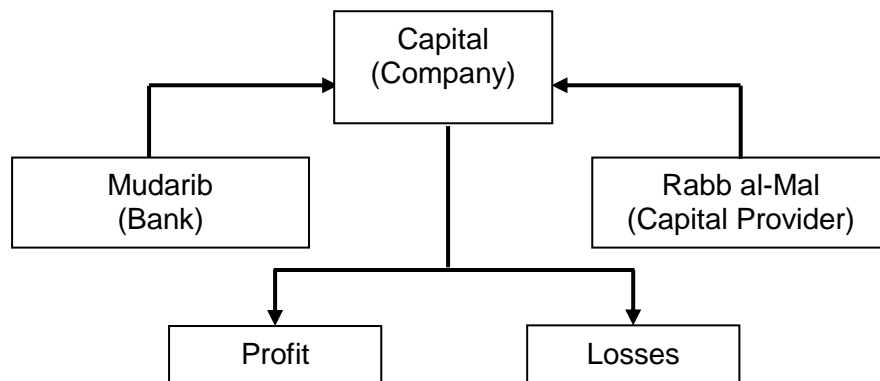 Capital
(Company)
Mudarib
(Bank)
Rabb al-Mal
(Capital Provider)
Profit
Losses